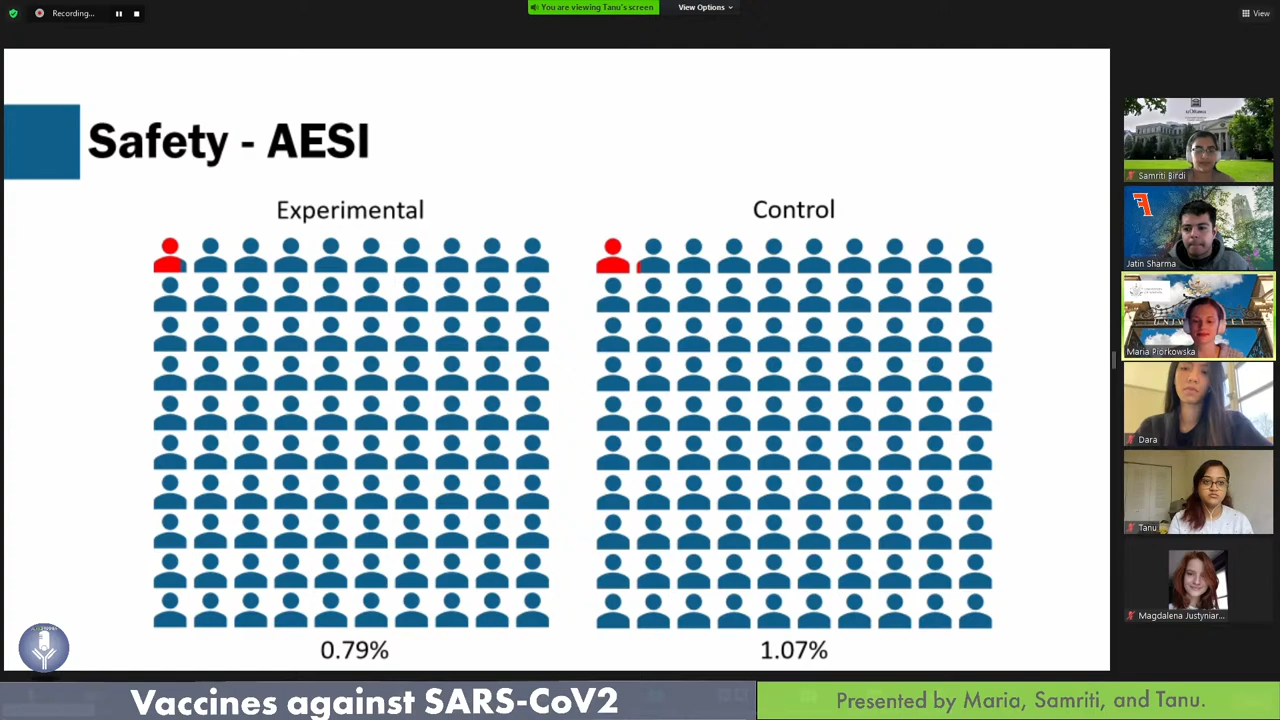 Recording...
You are viewing Tanu's screen
View Options
View
Safety - AESI
Experimental
Control
0.79%
1.07%
Samriti Birdi
Jatin Sharma
Maria Piórkowska
Dara
Tanu
Magdalena Justyniar...
Vaccines against SARS-CoV2
Presented by Maria, Samriti, and Tanu.